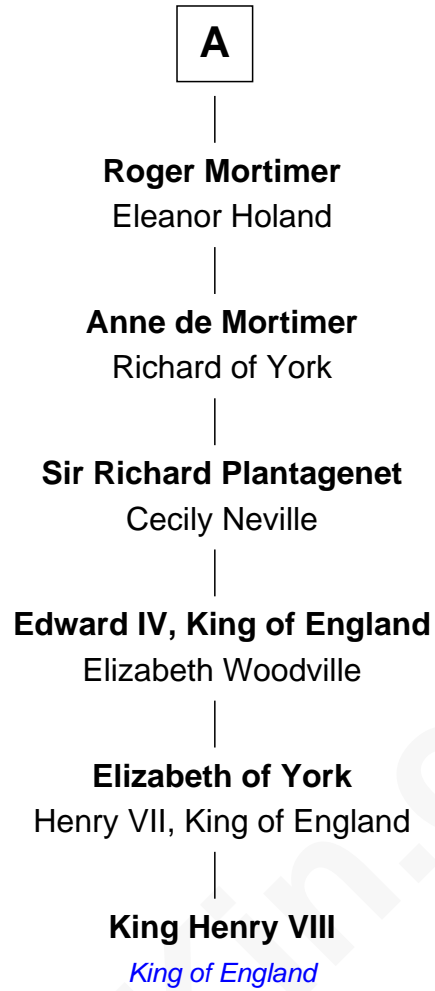 A
Roger Mortimer
Eleanor Holand
Anne de Mortimer
Richard of York
Sir Richard Plantagenet
Cecily Neville
Edward IV, King of England
Elizabeth Woodville
Elizabeth of York
Henry VII, King of England
King Henry VIII
King of England